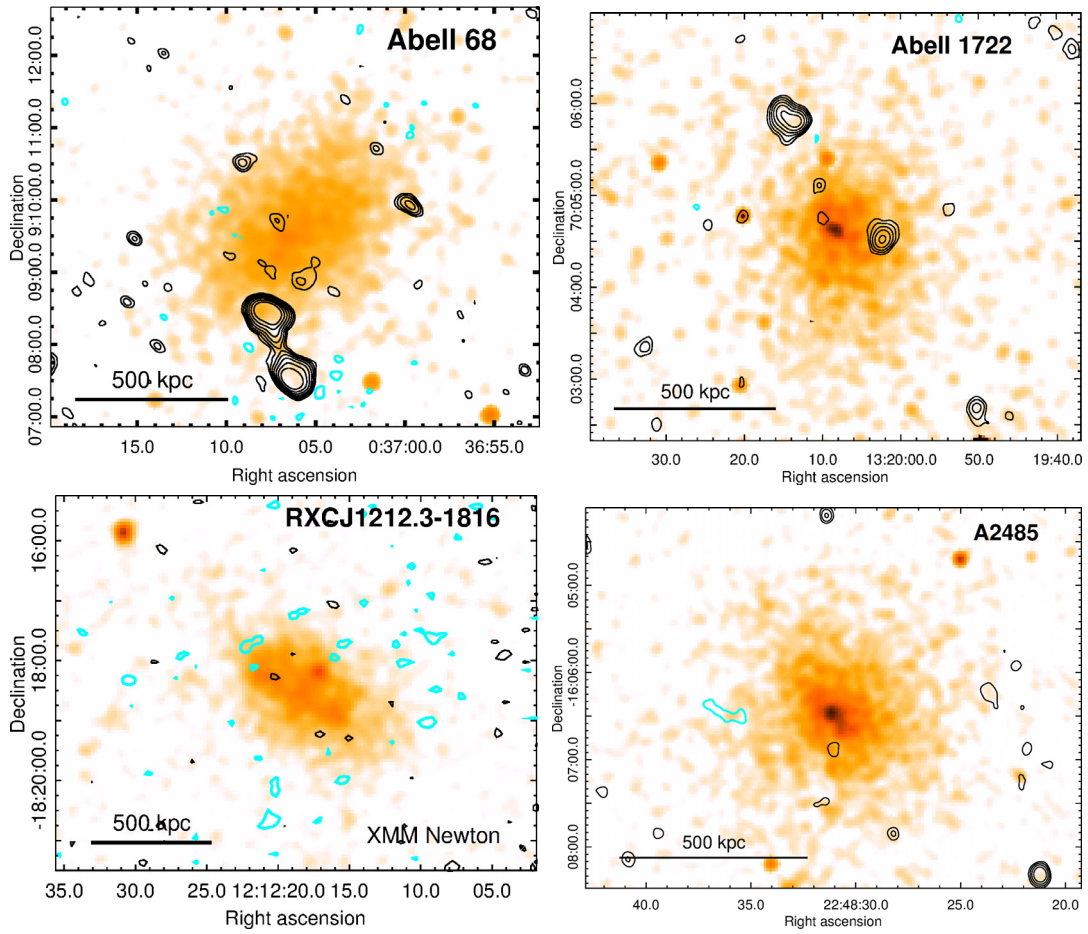 Abell 68
Declination
12:00.0
11:00.0
9:10:00.0
09:00.0
08:00.0
07:00.0
500 kpc
15.0
10.0
05.0
0:37:00.0
36:55.0
Right ascension
Abell 1722
Declination
06:00.0
7:05:00.0
04:00.0
03:00.0
500 kpc
30.0
20.0
10.0
13:20:00.0
50.0
19:40.0
Right ascension
RXCJ1212.3-1816
Declination
16:00.0
18:00.0
-18:20:00.0
500 kpc
XMM Newton
35.0
30.0
25.0
12:12:20.0
15.0
10.0
05.0
Right ascension
A2485
Declination
05:00.0
-16:06:00.0
07:00.0
08:00.0
500 kpc
40.0
35.0
22:48:30.0
25.0
20.0
Right ascension